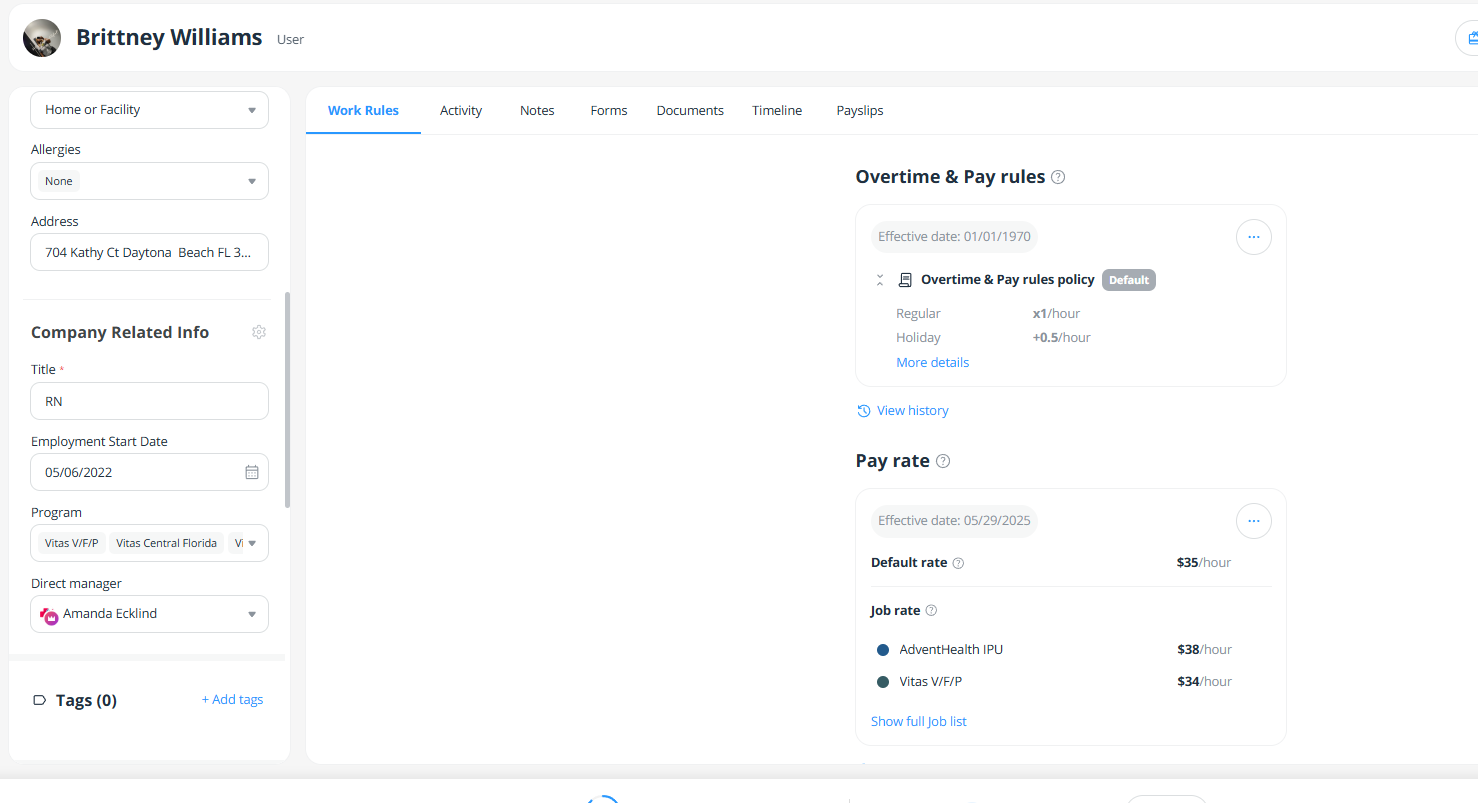 Brittney Williams User
Home or Facility
Allergies
None
Address
704 Kathy Ct Daytona  Beach FL 3...
Company Related Info
Title *
RN
Employment Start Date
05/06/2022
Program
Vitas V/F/P Vitas Central Florida Vi
Direct manager
Amanda Ecklind
Tags (0) + Add tags
Work Rules Activity Notes Forms Documents Timeline Payslips
Overtime & Pay rules ?
Effective date: 01/01/1970
Overtime & Pay rules policy Default
Regular x1/hour
Holiday +0.5/hour
More details
View history
Pay rate ?
Effective date: 05/29/2025
Default rate ? $35/hour
Job rate ?
AdventHealth IPU $38/hour
Vitas V/F/P $34/hour
Show full Job list